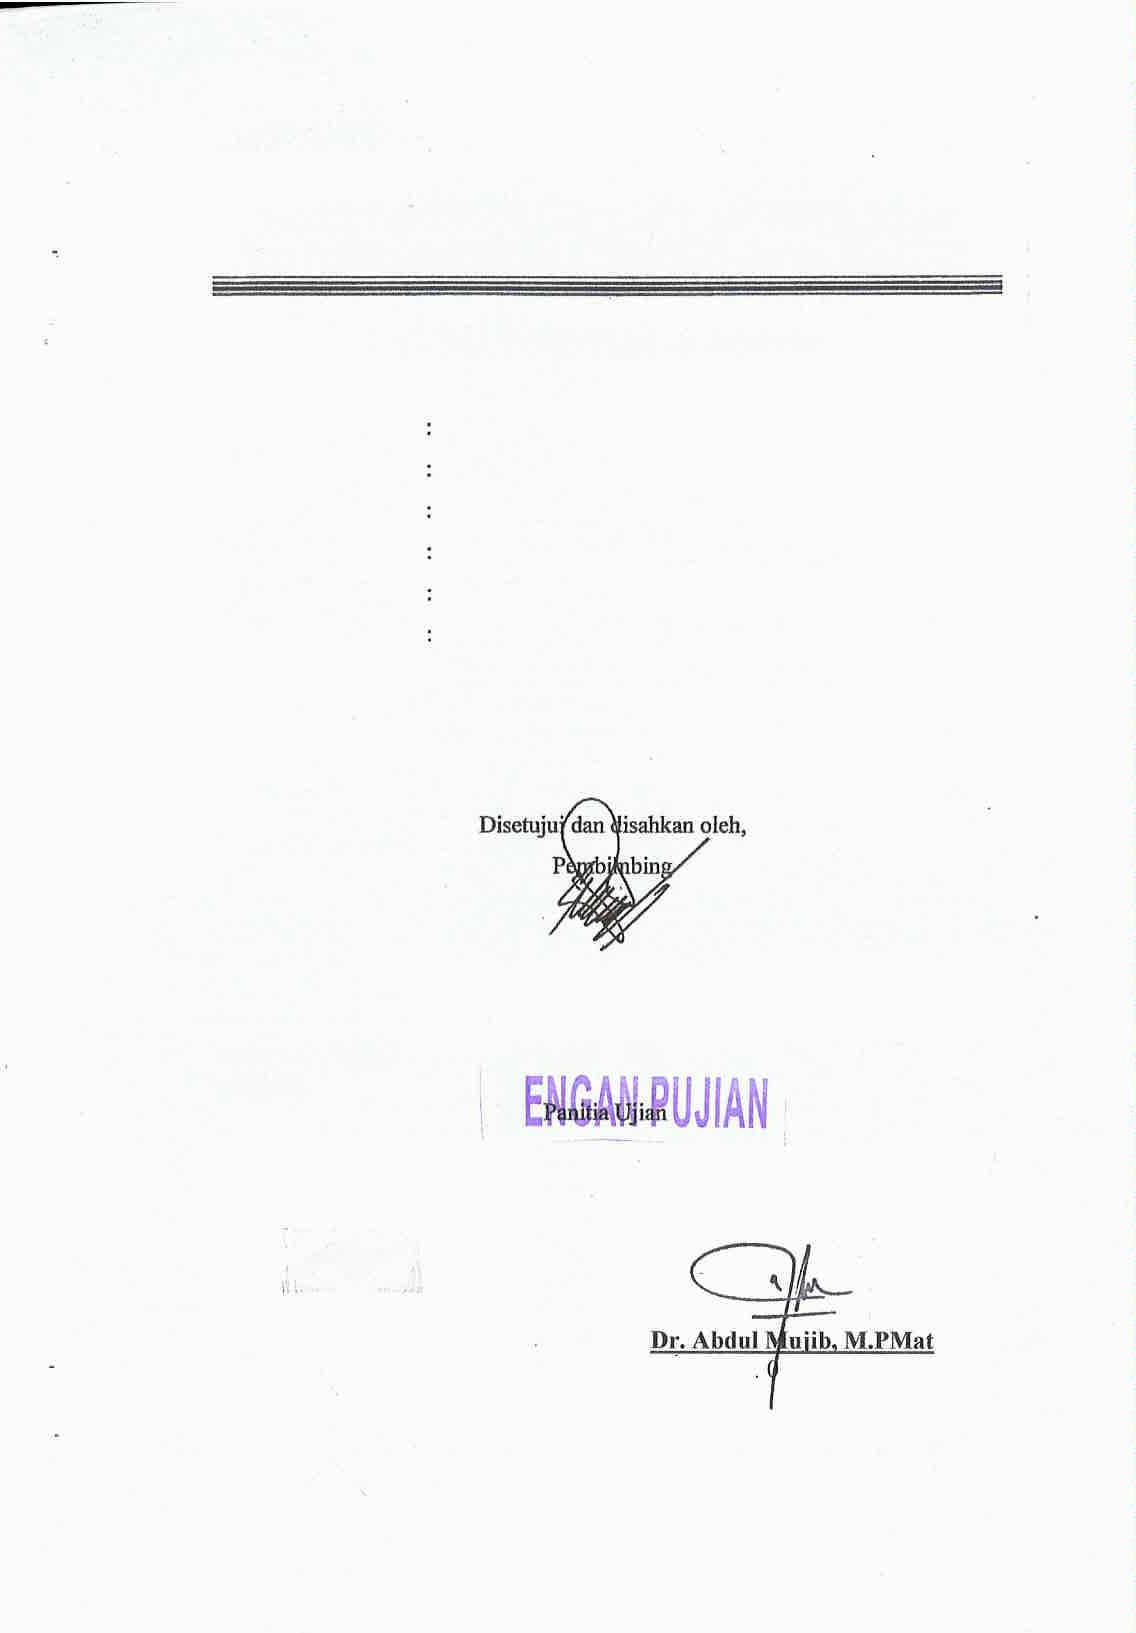 :
:
:
:
:
:
Disetujui dan disahkan oleh,
Pembimbing
ENGAN PUJIAN
Panitia Ujian
Dr. Abdul Mujib, M.PMat